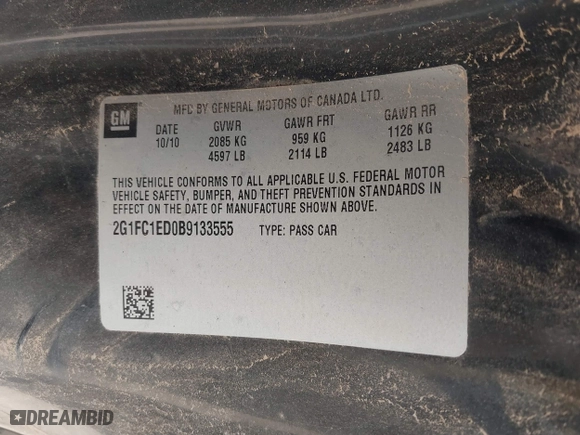 GM
MFC BY GENERAL MOTORS OF CANADA LTD.
DATE GVWR GAWR FRT GAWR RR
10/10 2085 KG 959 KG 1126 KG
4597 LB 2114 LB 2483 LB
THIS VEHICLE CONFORMS TO ALL APPLICABLE U.S. FEDERAL MOTOR
VEHICLE SAFETY, BUMPER, AND THEFT PREVENTION STANDARDS IN
EFFECT ON THE DATE OF MANUFACTURE SHOWN ABOVE.
2G1FC1ED0B9133555 TYPE: PASS CAR
DREAMBID